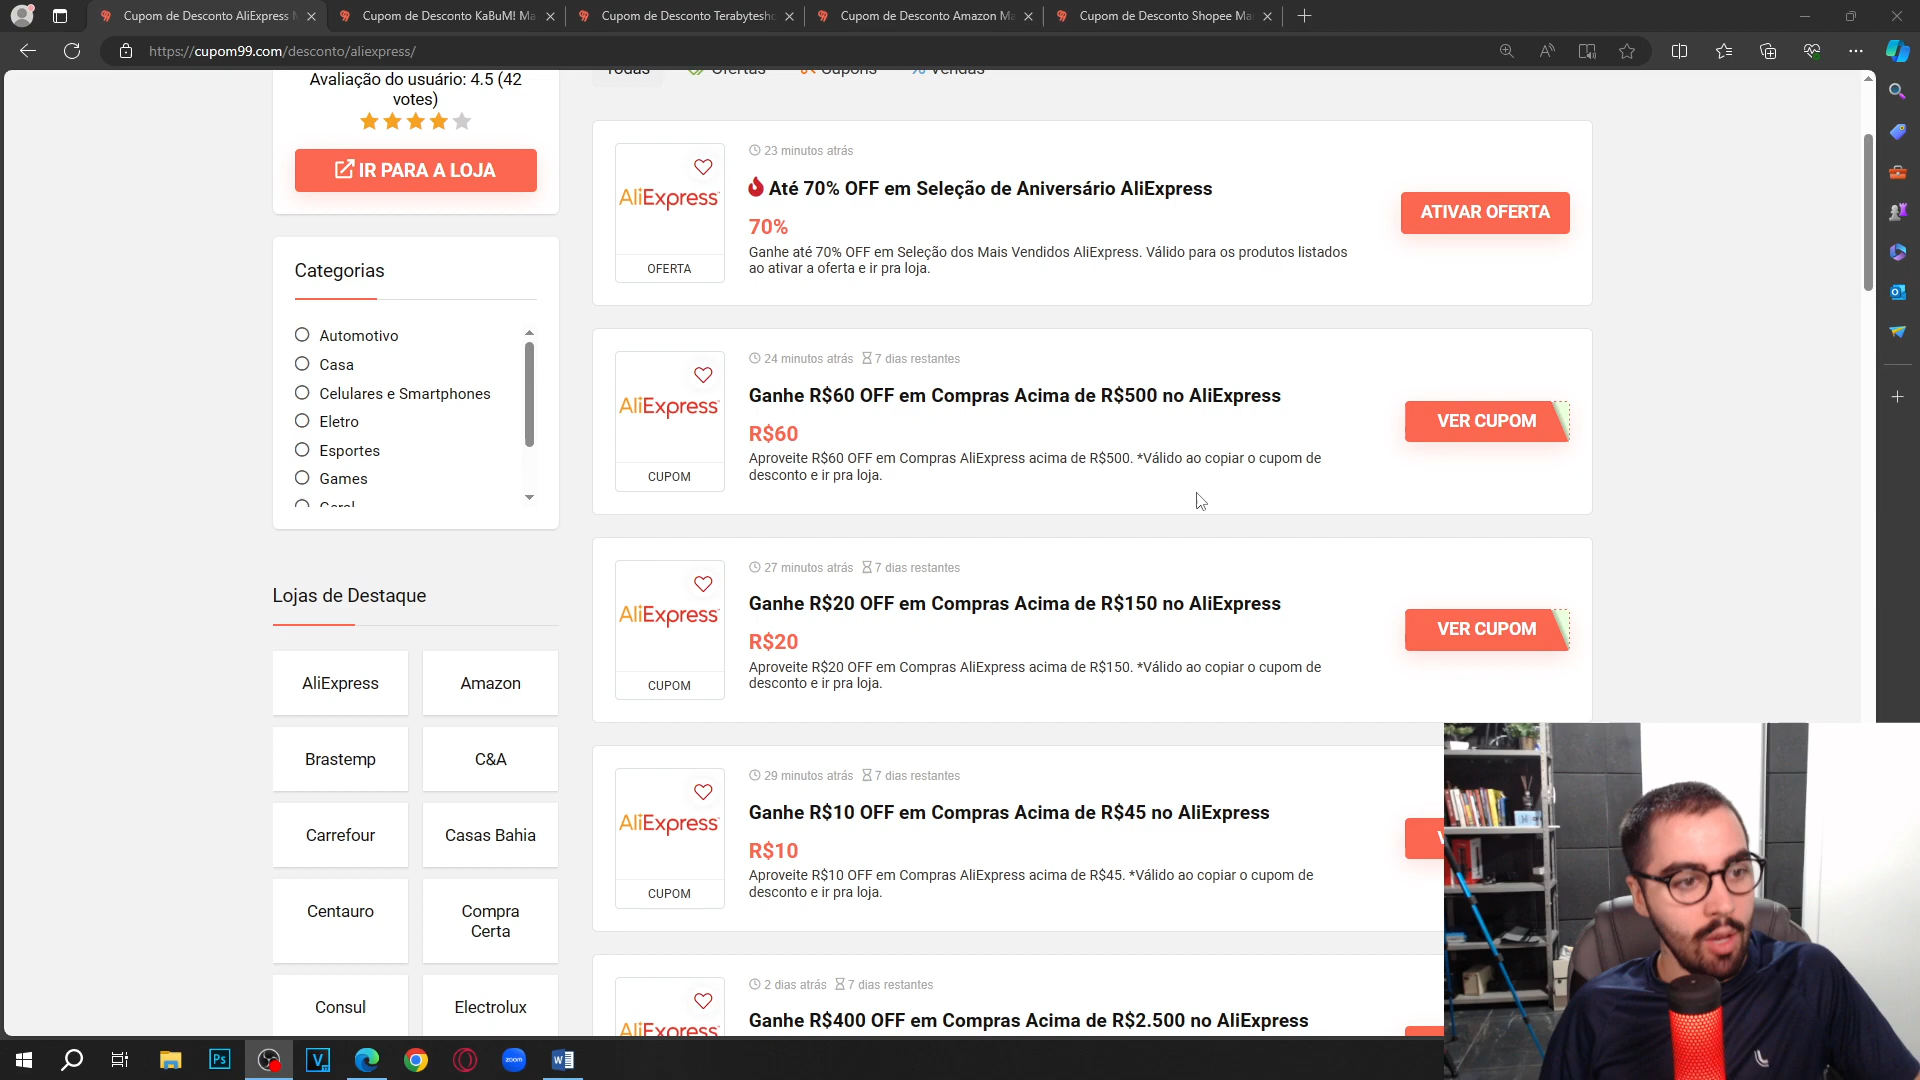 Cupom de Desconto AliExpress
Cupom de Desconto KaBuM! Ma
Cupom de Desconto Terabytesho
Cupom de Desconto Amazon Ma
Cupom de Desconto Shopee Ma
https://cupom99.com/desconto/aliexpress/
Avaliação do usuário: 4.5 (42
votes)
IR PARA A LOJA
Categorias
Automotivo
Casa
Celulares e Smartphones
Eletro
Esportes
Games
Geral
Lojas de Destaque
AliExpress
Amazon
Brastemp
C&A
Carrefour
Casas Bahia
Centauro
Compra
Certa
Consul
Electrolux
Todas
Ofertas
Cupons
Vendas
AliExpress
OFERTA
23 minutos atrás
Até 70% OFF em Seleção de Aniversário AliExpress
70%
Ganhe até 70% OFF em Seleção dos Mais Vendidos AliExpress. Válido para os produtos listados
ao ativar a oferta e ir pra loja.
ATIVAR OFERTA
AliExpress
CUPOM
24 minutos atrás 7 dias restantes
Ganhe R$60 OFF em Compras Acima de R$500 no AliExpress
R$60
Aproveite R$60 OFF em Compras AliExpress acima de R$500. *Válido ao copiar o cupom de
desconto e ir pra loja.
VER CUPOM
AliExpress
CUPOM
27 minutos atrás 7 dias restantes
Ganhe R$20 OFF em Compras Acima de R$150 no AliExpress
R$20
Aproveite R$20 OFF em Compras AliExpress acima de R$150. *Válido ao copiar o cupom de
desconto e ir pra loja.
VER CUPOM
AliExpress
CUPOM
29 minutos atrás 7 dias restantes
Ganhe R$10 OFF em Compras Acima de R$45 no AliExpress
R$10
Aproveite R$10 OFF em Compras AliExpress acima de R$45. *Válido ao copiar o cupom de
desconto e ir pra loja.
AliExpress
2 dias atrás 7 dias restantes
Ganhe R$400 OFF em Compras Acima de R$2.500 no AliExpress
Ps
V
zoom
W